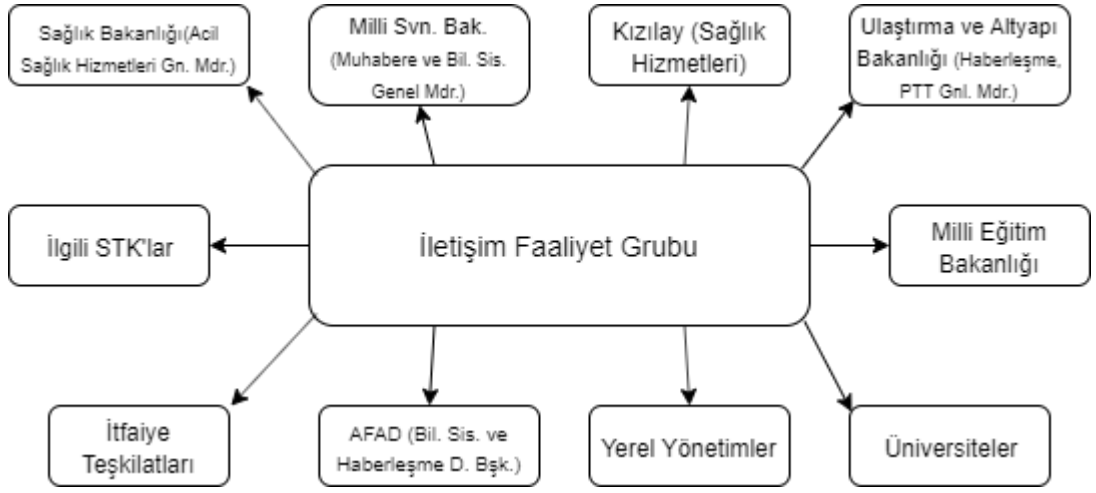 Sağlık Bakanlığı(Acil
Sağlık Hizmetleri Gn. Mdr.)
Milli Svn. Bak.
(Muhabere ve Bil. Sis.
Genel Mdr.)
Kızılay (Sağlık
Hizmetleri)
Ulaştırma ve Altyapı
Bakanlığı (Haberleşme,
PTT Gnl. Mdr.)
İlgili STK'lar
İletişim Faaliyet Grubu
Milli Eğitim
Bakanlığı
İtfaiye
Teşkilatları
AFAD (Bil. Sis. ve
Haberleşme D. Bşk.)
Yerel Yönetimler
Üniversiteler